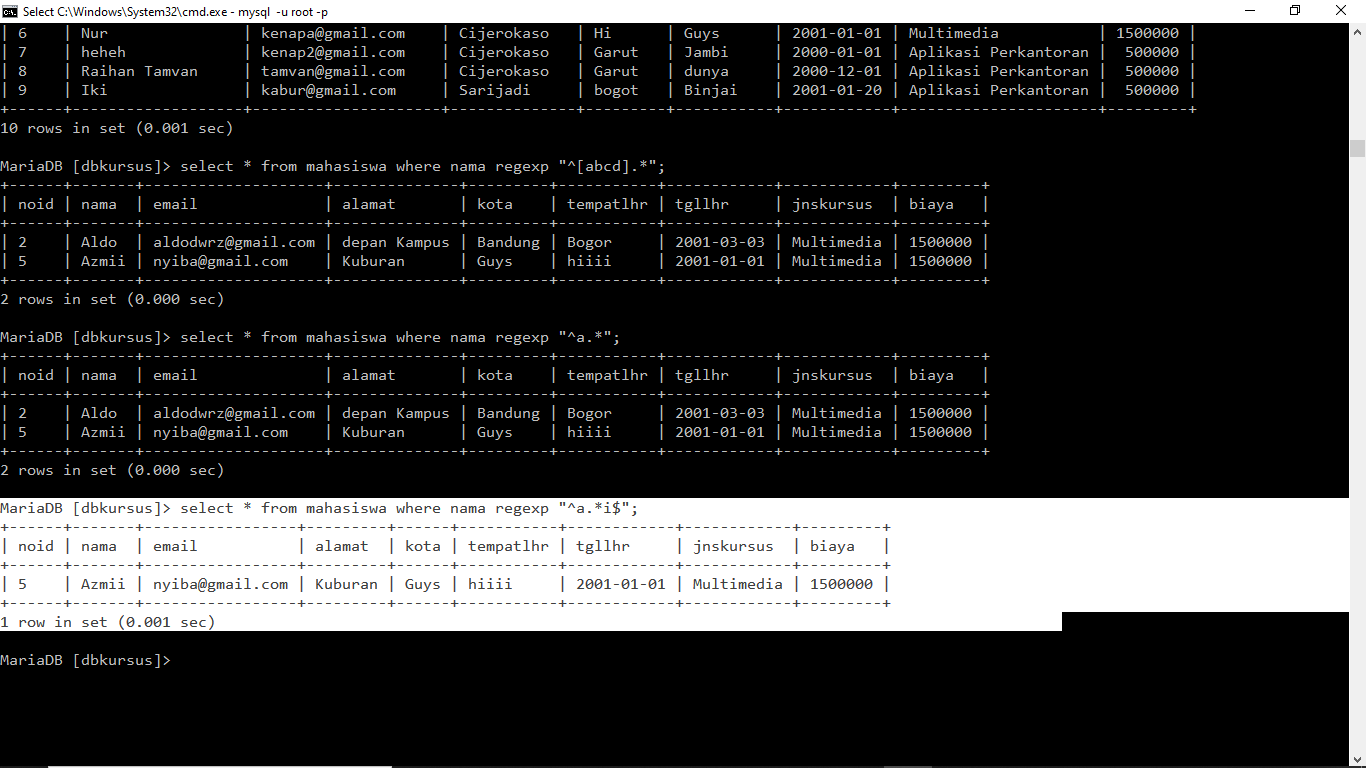 Select C:\Windows\System32\cmd.exe - mysql -u root -p
| 6    | Nur               | kenapa@gmail.com    | Cijerokaso   | Hi      | Guys      | 2001-01-01 | Multimedia           | 1500000 |
| 7    | heheh             | kenap2@gmail.com    | Cijerokaso   | Garut   | Jambi     | 2000-01-01 | Aplikasi Perkantoran |  500000 |
| 8    | Raihan Tamvan     | tamvan@gmail.com    | Cijerokaso   | Garut   | dunya     | 2000-12-01 | Aplikasi Perkantoran |  500000 |
| 9    | Iki               | kabur@gmail.com     | Sarijadi     | bogot   | Binjai    | 2001-01-20 | Aplikasi Perkantoran |  500000 |
+------+-------------------+---------------------+--------------+---------+-----------+------------+----------------------+---------+
10 rows in set (0.001 sec)
MariaDB [dbkursus]> select * from mahasiswa where nama regexp "^[abcd].*";
+------+-------+--------------------+--------------+---------+-----------+------------+------------+---------+
| noid | nama  | email              | alamat       | kota    | tempatlhr | tgllhr     | jnskursus  | biaya   |
+------+-------+--------------------+--------------+---------+-----------+------------+------------+---------+
| 2    | Aldo  | aldodwrz@gmail.com | depan Kampus | Bandung | Bogor     | 2001-03-03 | Multimedia | 1500000 |
| 5    | Azmii | nyiba@gmail.com    | Kuburan      | Guys    | hiiii     | 2001-01-01 | Multimedia | 1500000 |
+------+-------+--------------------+--------------+---------+-----------+------------+------------+---------+
2 rows in set (0.000 sec)
MariaDB [dbkursus]> select * from mahasiswa where nama regexp "^a.*";
+------+-------+--------------------+--------------+---------+-----------+------------+------------+---------+
| noid | nama  | email              | alamat       | kota    | tempatlhr | tgllhr     | jnskursus  | biaya   |
+------+-------+--------------------+--------------+---------+-----------+------------+------------+---------+
| 2    | Aldo  | aldodwrz@gmail.com | depan Kampus | Bandung | Bogor     | 2001-03-03 | Multimedia | 1500000 |
| 5    | Azmii | nyiba@gmail.com    | Kuburan      | Guys    | hiiii     | 2001-01-01 | Multimedia | 1500000 |
+------+-------+--------------------+--------------+---------+-----------+------------+------------+---------+
2 rows in set (0.000 sec)
MariaDB [dbkursus]> select * from mahasiswa where nama regexp "^a.*i$";
+------+-------+-----------------+---------+------+-----------+------------+------------+---------+
| noid | nama  | email           | alamat  | kota | tempatlhr | tgllhr     | jnskursus  | biaya   |
+------+-------+-----------------+---------+------+-----------+------------+------------+---------+
| 5    | Azmii | nyiba@gmail.com | Kuburan | Guys | hiiii     | 2001-01-01 | Multimedia | 1500000 |
+------+-------+-----------------+---------+------+-----------+------------+------------+---------+
1 row in set (0.001 sec)
MariaDB [dbkursus]>